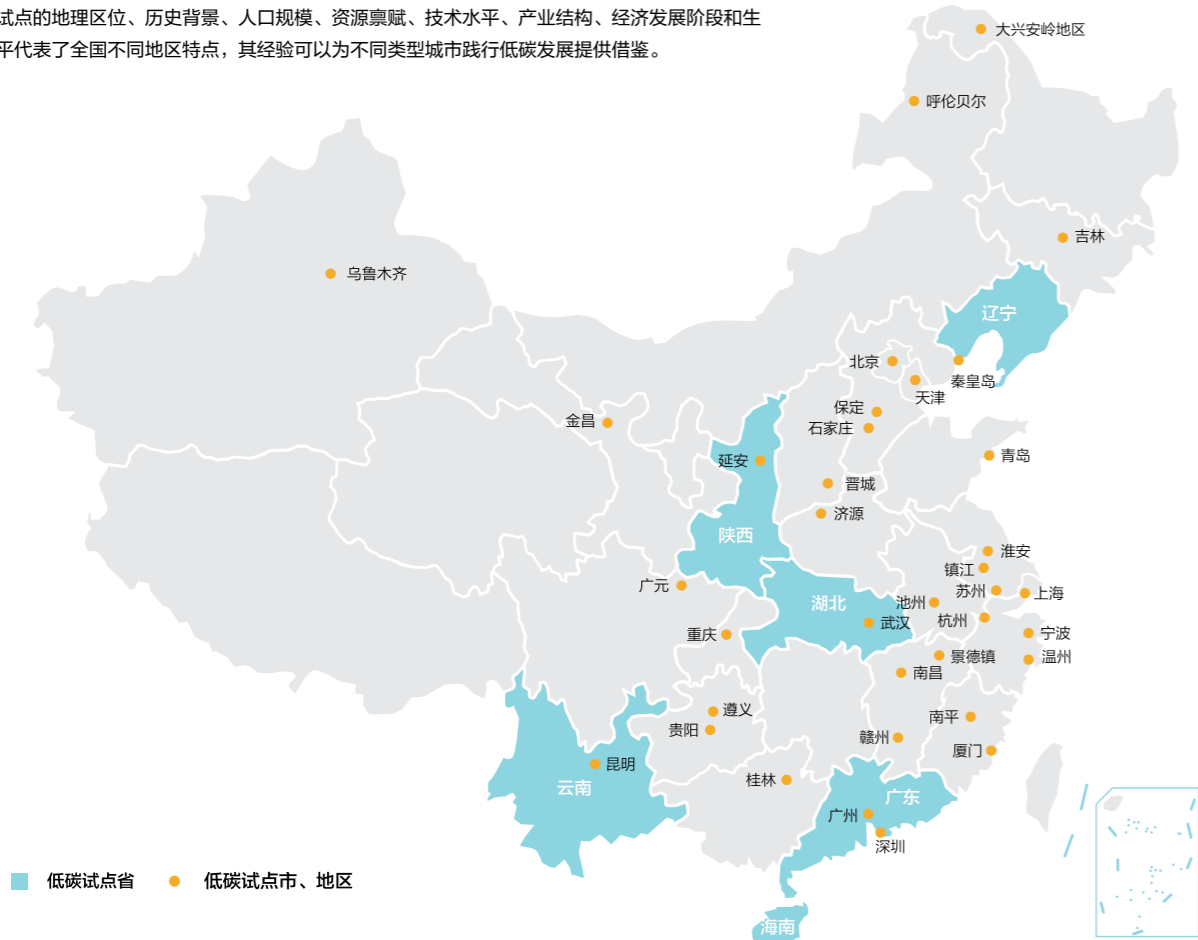 试点的地理区位、历史背景、人口规模、资源禀赋、技术水平、产业结构、经济发展阶段和生
平代表了全国不同地区特点，其经验可以为不同类型城市践行低碳发展提供借鉴。
大兴安岭地区
呼伦贝尔
吉林
乌鲁木齐
辽宁
北京
秦皇岛
天津
保定
金昌
石家庄
青岛
延安
晋城
济源
陕西
淮安
镇江
广元
苏州
上海
池州
湖北
杭州
武汉
宁波
重庆
景德镇
温州
南昌
遵义
南平
贵阳
赣州
厦门
昆明
桂林
云南
广东
广州
深圳
低碳试点省
低碳试点市、地区
海南